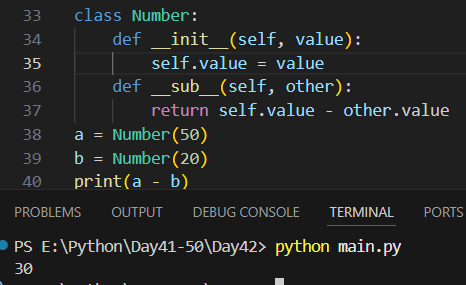 33 class Number:
34     def __init__(self, value):
35         self.value = value
36     def __sub__(self, other):
37         return self.value - other.value
38 a = Number(50)
39 b = Number(20)
40 print(a - b)
PROBLEMS OUTPUT DEBUG CONSOLE TERMINAL PORTS
PS E:\Python\Day41-50\Day42> python main.py
30